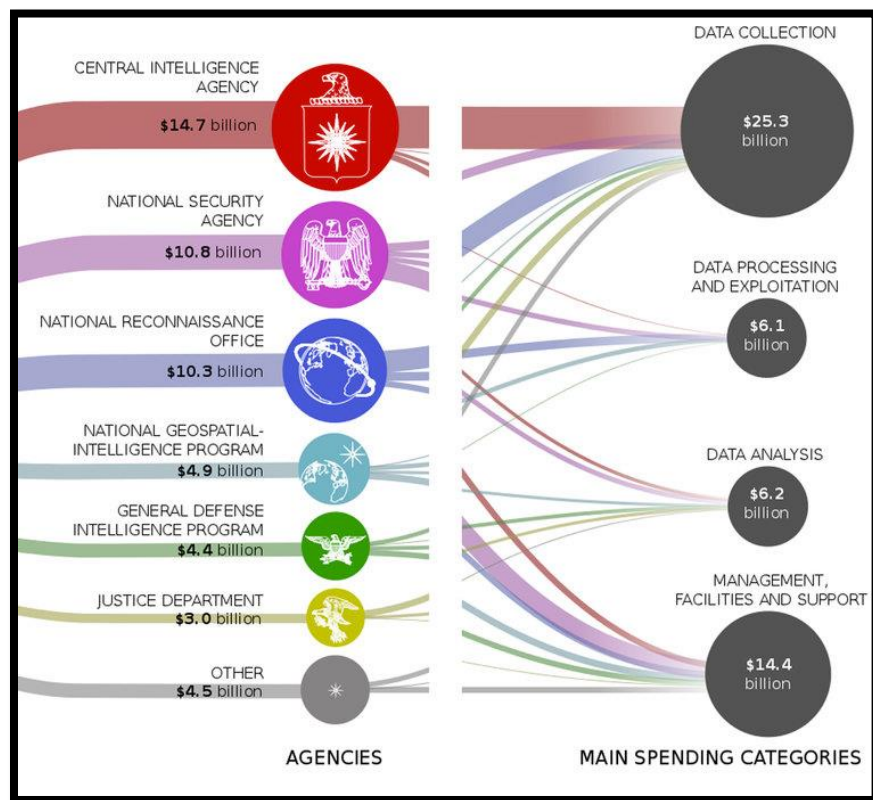 CENTRAL INTELLIGENCE
AGENCY
$14.7 billion
NATIONAL SECURITY
AGENCY
$10.8 billion
NATIONAL RECONNAISSANCE
OFFICE
$10.3 billion
NATIONAL GEOSPATIAL-
INTELLIGENCE PROGRAM
$4.9 billion
GENERAL DEFENSE
INTELLIGENCE PROGRAM
$4.4 billion
JUSTICE DEPARTMENT
$3.0 billion
OTHER
$4.5 billion
AGENCIES
DATA COLLECTION
$25.3
billion
DATA PROCESSING
AND EXPLOITATION
$6.1
billion
DATA ANALYSIS
$6.2
billion
MANAGEMENT,
FACILITIES AND SUPPORT
$14.4
billion
MAIN SPENDING CATEGORIES